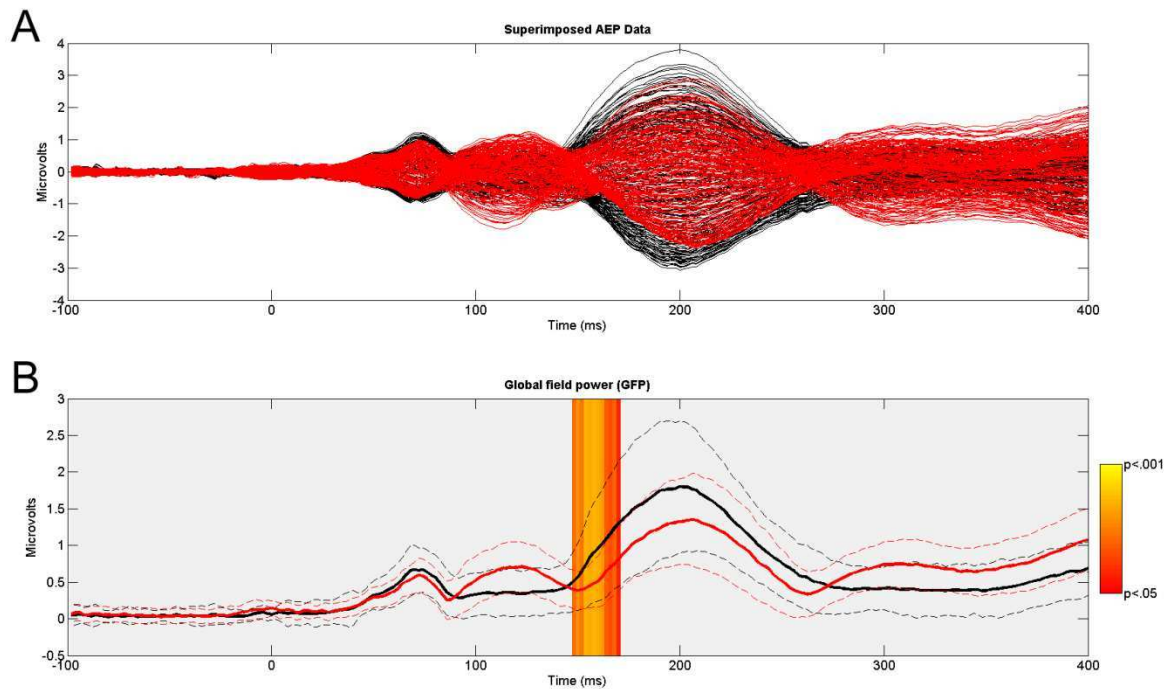 A
Superimposed AEP Data
4
3
2
1
0
-1
-2
-3
4
Microvolts
-100
0
100
200
300
400
Time (ms)
B
Global field power (GFP)
3
2.5
2
1.5
1
0.5
0
-0.5
Microvolts
-100
0
100
200
300
400
Time (ms)
p<.001
p<.05